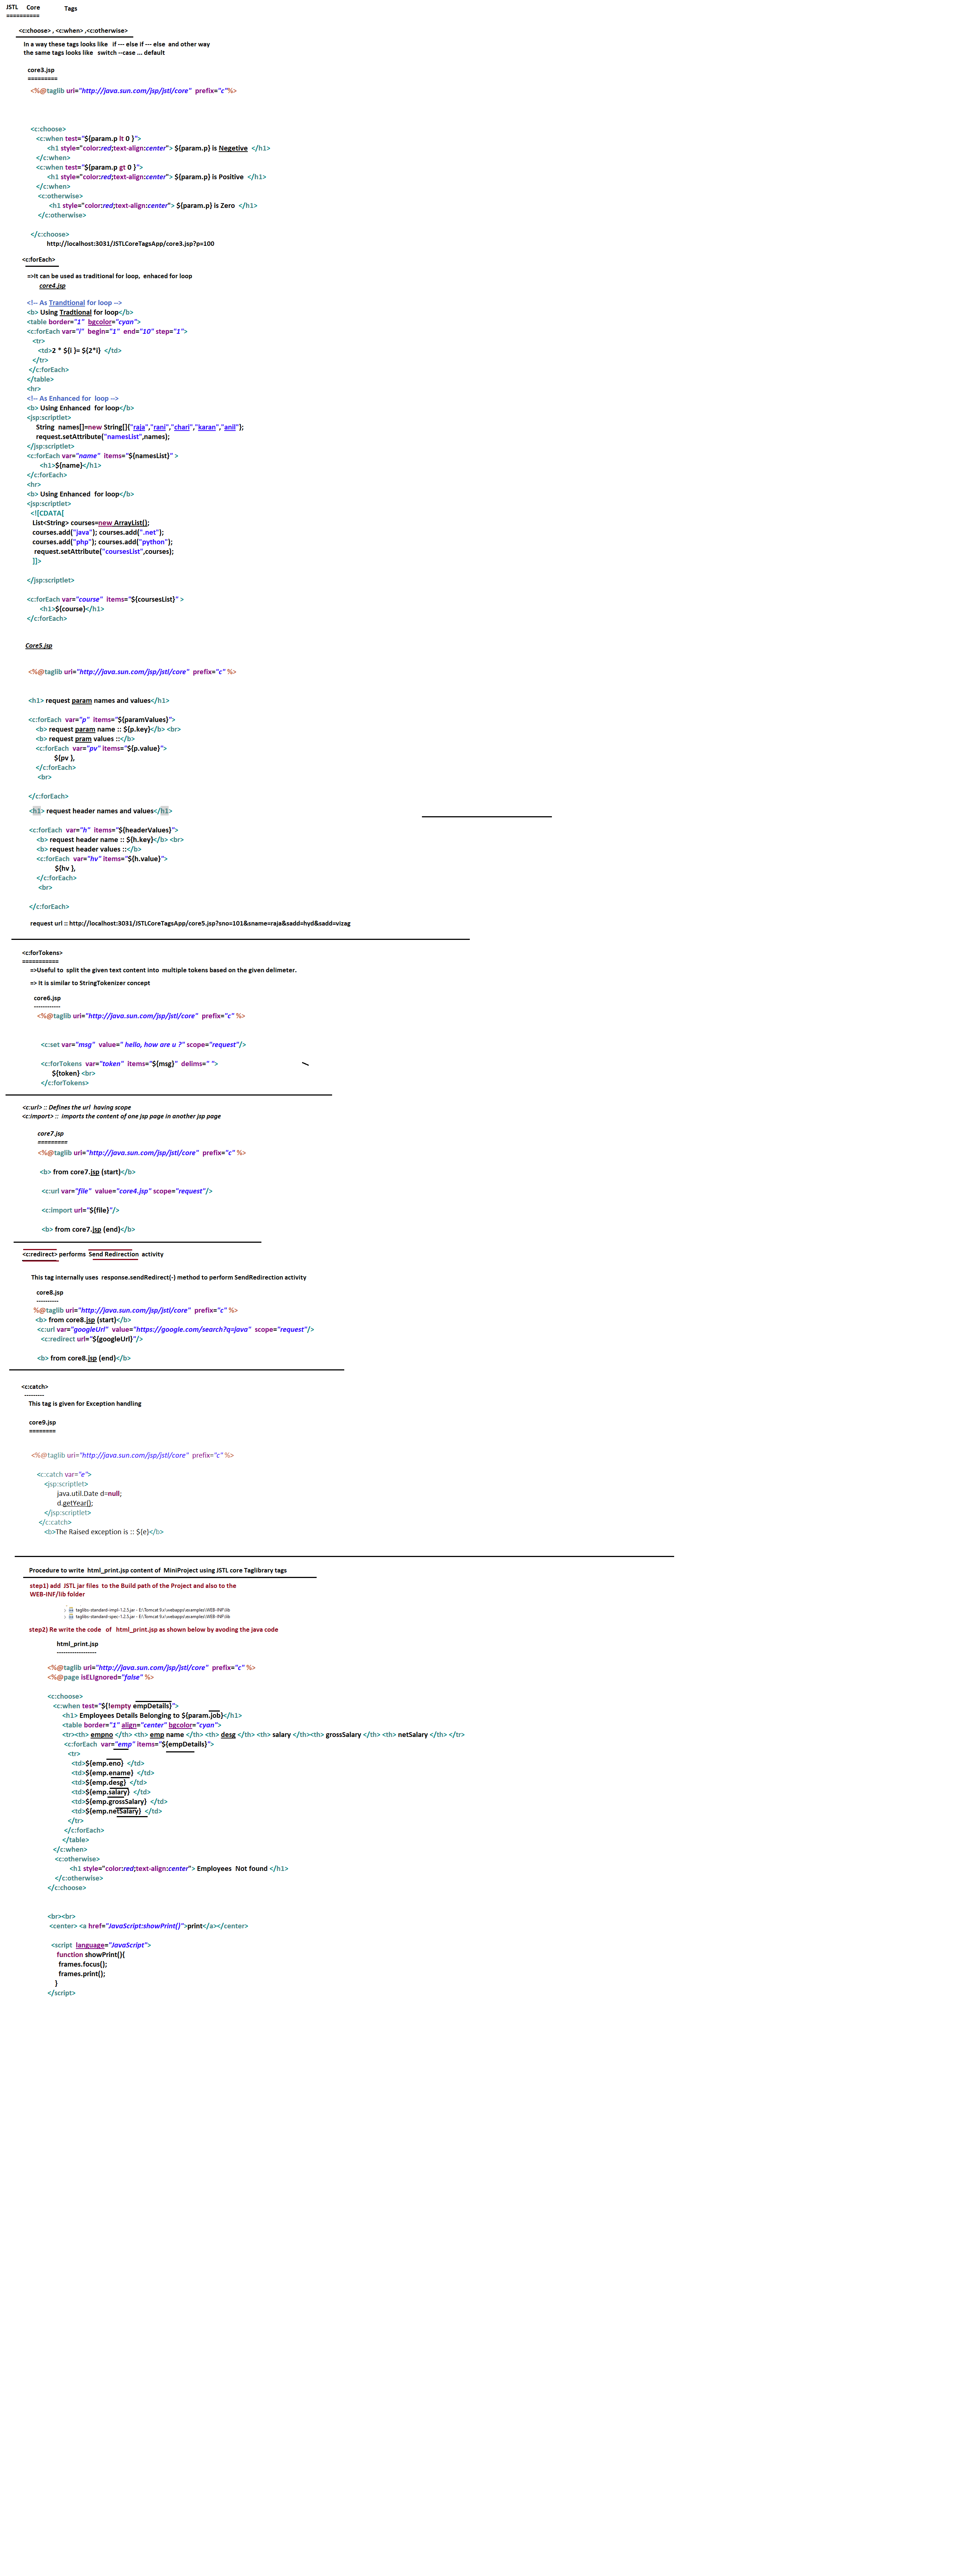 JSTL Core Tags
==========
<c:choose> , <c:when> ,<c:otherwise>
In a way these tags looks like if --- else if --- else and other way
the same tags looks like switch --case ... default
core3.jsp
=========
<%@taglib uri="http://java.sun.com/jsp/jstl/core" prefix="c"%>
<c:choose>
<c:when test="${param.p lt 0 }">
<h1 style="color:red;text-align:center"> ${param.p} is Negetive </h1>
</c:when>
<c:when test="${param.p gt 0 }">
<h1 style="color:red;text-align:center"> ${param.p} is Positive </h1>
</c:when>
<c:otherwise>
<h1 style="color:red;text-align:center"> ${param.p} is Zero </h1>
</c:otherwise>
</c:choose>
http://localhost:3031/JSTLCoreTagsApp/core3.jsp?p=100
<c:forEach>
=>It can be used as traditional for loop, enhaced for loop
core4.jsp
<!-- As Trandtional for loop -->
<b> Using Tradtional for loop</b>
<table border="1" bgcolor="cyan">
<c:forEach var="i" begin="1" end="10" step="1">
<tr>
<td>2 * ${i }= ${2*i} </td>
</tr>
</c:forEach>
</table>
<hr>
<!-- As Enhanced for loop -->
<b> Using Enhanced for loop</b>
<jsp:scriptlet>
String names[]=new String[]{"raja","rani","chari","karan","anil"};
request.setAttribute("namesList",names);
</jsp:scriptlet>
<c:forEach var="name" items="${namesList}" >
<h1>${name}</h1>
</c:forEach>
<hr>
<b> Using Enhanced for loop</b>
<jsp:scriptlet>
<![CDATA[
List<String> courses=new ArrayList();
courses.add("java"); courses.add(".net");
courses.add("php"); courses.add("python");
request.setAttribute("coursesList",courses);
]]>
</jsp:scriptlet>
<c:forEach var="course" items="${coursesList}" >
<h1>${course}</h1>
</c:forEach>
Core5.jsp
<%@taglib uri="http://java.sun.com/jsp/jstl/core" prefix="c" %>
<h1> request param names and values</h1>
<c:forEach var="p" items="${paramValues}">
<b> request param name :: ${p.key}</b> <br>
<b> request pram values ::</b>
<c:forEach var="pv" items="${p.value}">
${pv },
</c:forEach>
<br>
</c:forEach>
<h1> request header names and values</h1>
<c:forEach var="h" items="${headerValues}">
<b> request header name :: ${h.key}</b> <br>
<b> request header values ::</b>
<c:forEach var="hv" items="${h.value}">
${hv },
</c:forEach>
<br>
</c:forEach>
request url :: http://localhost:3031/JSTLCoreTagsApp/core5.jsp?sno=101&sname=raja&sadd=hyd&sadd=vizag
<c:forTokens>
===========
=>Useful to split the given text content into multiple tokens based on the given delimeter.
=> It is similar to StringTokenizer concept
core6.jsp
------------
<%@taglib uri="http://java.sun.com/jsp/jstl/core" prefix="c" %>
<c:set var="msg" value=" hello, how are u ?" scope="request"/>
<c:forTokens var="token" items="${msg}" delims=" ">
${token} <br>
</c:forTokens>
<c:url> :: Defines the url having scope
<c:import> :: imports the content of one jsp page in another jsp page
core7.jsp
=========
<%@taglib uri="http://java.sun.com/jsp/jstl/core" prefix="c" %>
<b> from core7.jsp (start)</b>
<c:url var="file" value="core4.jsp" scope="request"/>
<c:import url="${file}"/>
<b> from core7.jsp (end)</b>
<c:redirect> performs Send Redirection activity
This tag internally uses response.sendRedirect(-) method to perform SendRedirection activity
core8.jsp
----------
%@taglib uri="http://java.sun.com/jsp/jstl/core" prefix="c" %>
<b> from core8.jsp (start)</b>
<c:url var="googleUrl" value="https://google.com/search?q=java" scope="request"/>
<c:redirect url="${googleUrl}"/>
<b> from core8.jsp (end)</b>
<c:catch>
---------
This tag is given for Exception handling
core9.jsp
========
<%@taglib uri="http://java.sun.com/jsp/jstl/core" prefix="c" %>
<c:catch var="e">
<jsp:scriptlet>
java.util.Date d=null;
d.getYear();
</jsp:scriptlet>
</c:catch>
<b>The Raised exception is :: ${e}</b>
Procedure to write html_print.jsp content of MiniProject using JSTL core Taglibrary tags
step1) add JSTL jar files to the Build path of the Project and also to the
WEB-INF/lib folder
taglibs-standard-impl-1.2.5.jar - E:\Tomcat 9.x\webapps\examples\WEB-INF\lib
taglibs-standard-spec-1.2.5.jar - E:\Tomcat 9.x\webapps\examples\WEB-INF\lib
step2) Re write the code of html_print.jsp as shown below by avoding the java code
html_print.jsp
------------------
<%@taglib uri="http://java.sun.com/jsp/jstl/core" prefix="c" %>
<%@page isELIgnored="false" %>
<c:choose>
<c:when test="${!empty empDetails}">
<h1> Employees Details Belonging to ${param.job}</h1>
<table border="1" align="center" bgcolor="cyan">
<tr><th> empno </th> <th> emp name </th> <th> desg </th> <th> salary </th><th> grossSalary </th> <th> netSalary </th> </tr>
<c:forEach var="emp" items="${empDetails}">
<tr>
<td>${emp.eno} </td>
<td>${emp.ename} </td>
<td>${emp.desg} </td>
<td>${emp.salary} </td>
<td>${emp.grossSalary} </td>
<td>${emp.netSalary} </td>
</tr>
</c:forEach>
</table>
</c:when>
<c:otherwise>
<h1 style="color:red;text-align:center"> Employees Not found </h1>
</c:otherwise>
</c:choose>
<br><br>
<center> <a href="JavaScript:showPrint()">print</a></center>
<script language="JavaScript">
function showPrint(){
frames.focus();
frames.print();
}
</script>